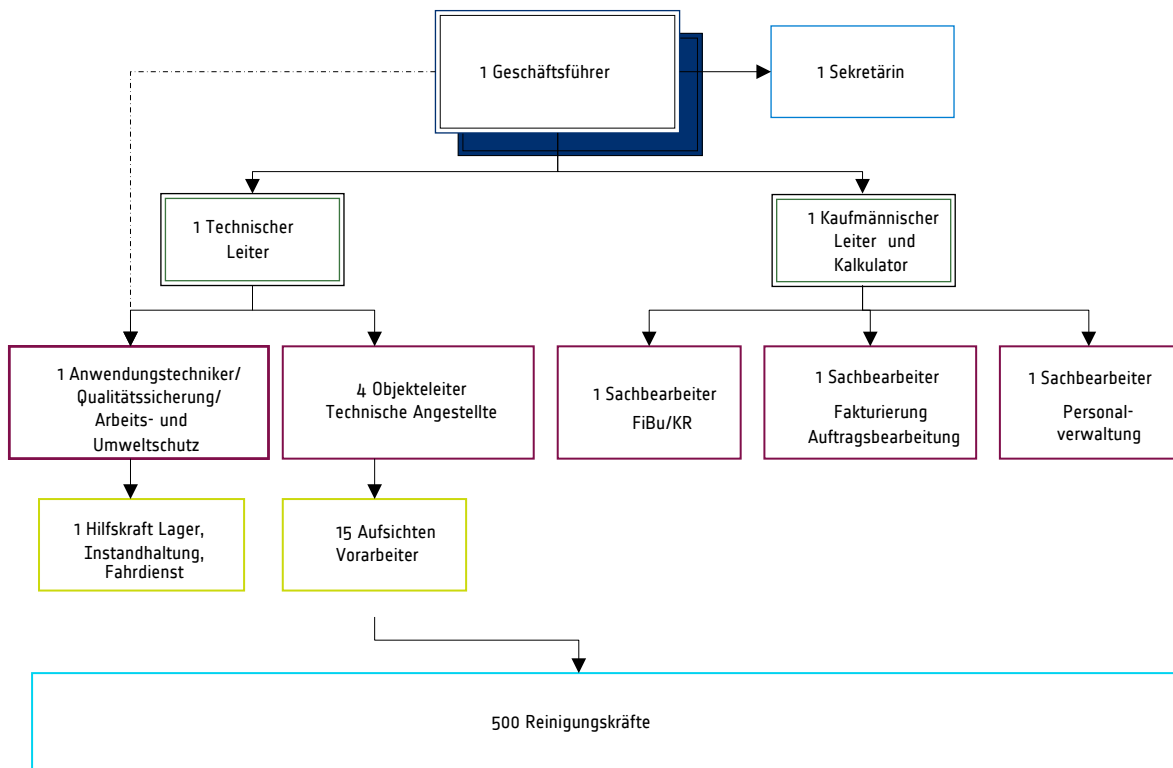 1 Geschäftsführer
1 Sekretärin
1 Technischer
Leiter
1 Kaufmännischer
Leiter und
Kalkulator
1 Anwendungstechniker/
Qualitätssicherung/
Arbeits- und
Umweltschutz
4 Objekteleiter
Technische Angestellte
1 Sachbearbeiter
FiBu/KR
1 Sachbearbeiter
Fakturierung
Auftragsbearbeitung
1 Sachbearbeiter
Personal-
verwaltung
1 Hilfskraft Lager,
Instandhaltung,
Fahrdienst
15 Aufsichten
Vorarbeiter
500 Reinigungskräfte